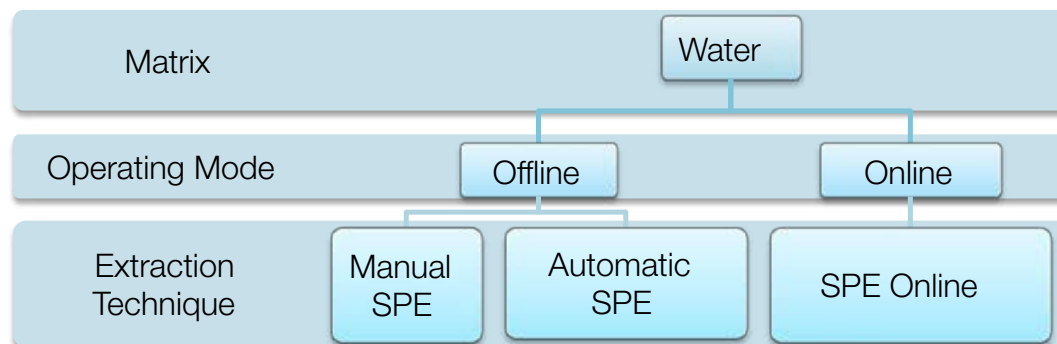 Matrix
Water
Operating Mode
Offline
Online
Extraction
Technique
Manual
SPE
Automatic
SPE
SPE Online